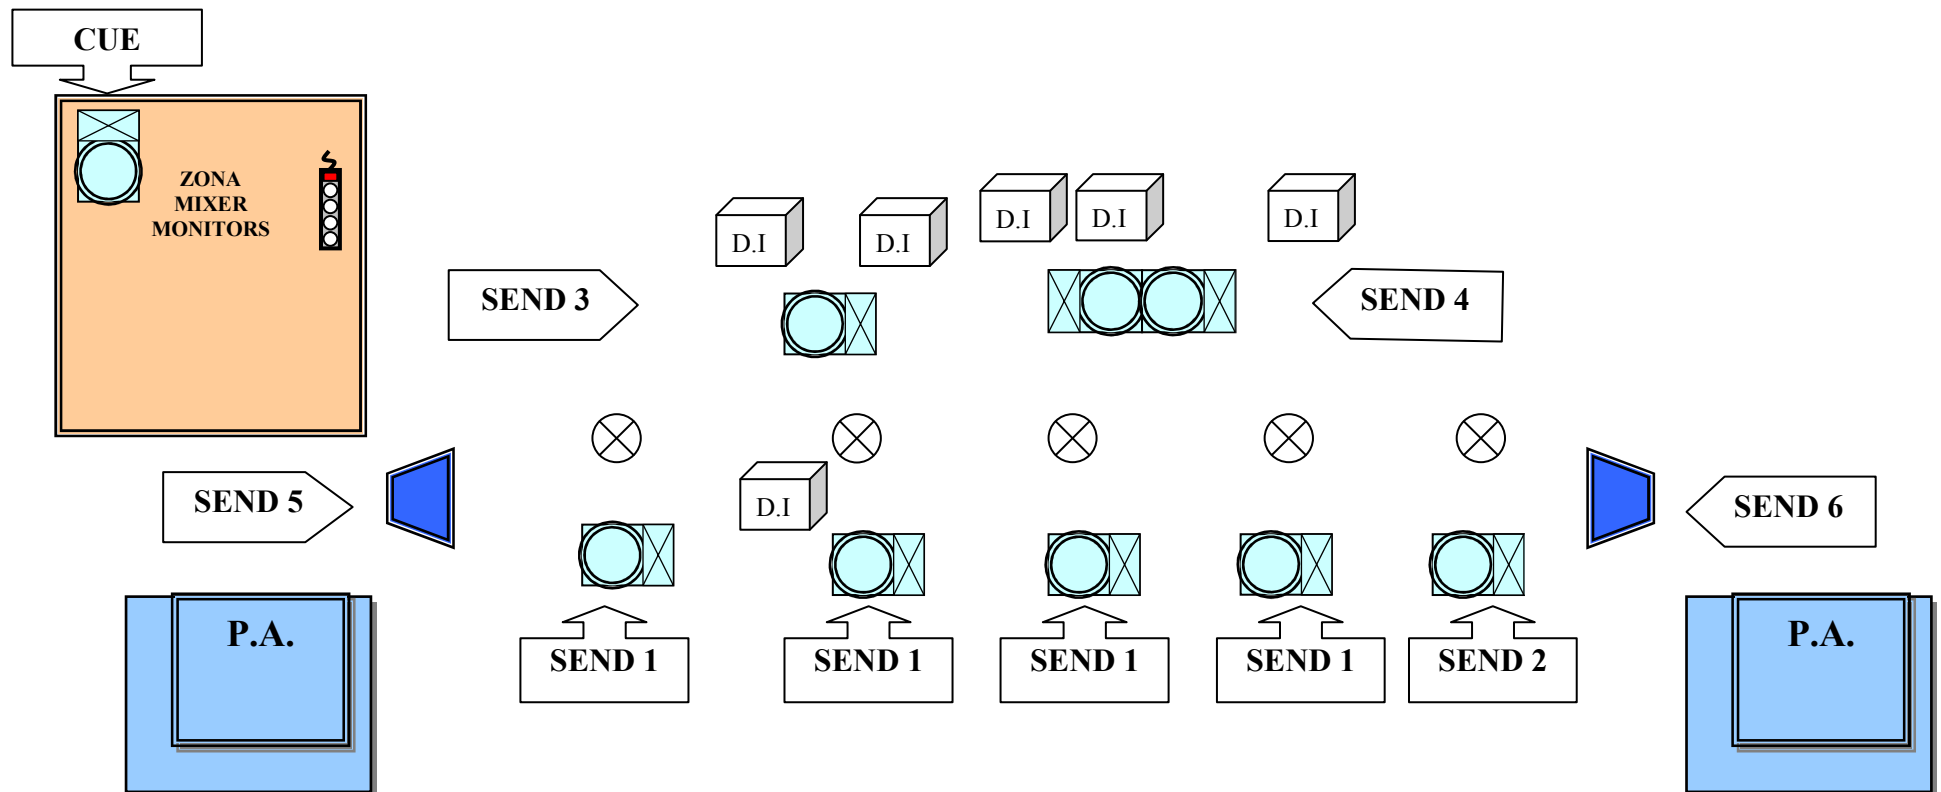 CUE
ZONA
MIXER
MONITORS
D.I
D.I
D.I
D.I
D.I
SEND 3
SEND 4
SEND 5
D.I
SEND 6
P.A.
SEND 1
SEND 1
SEND 1
SEND 1
SEND 2
P.A.